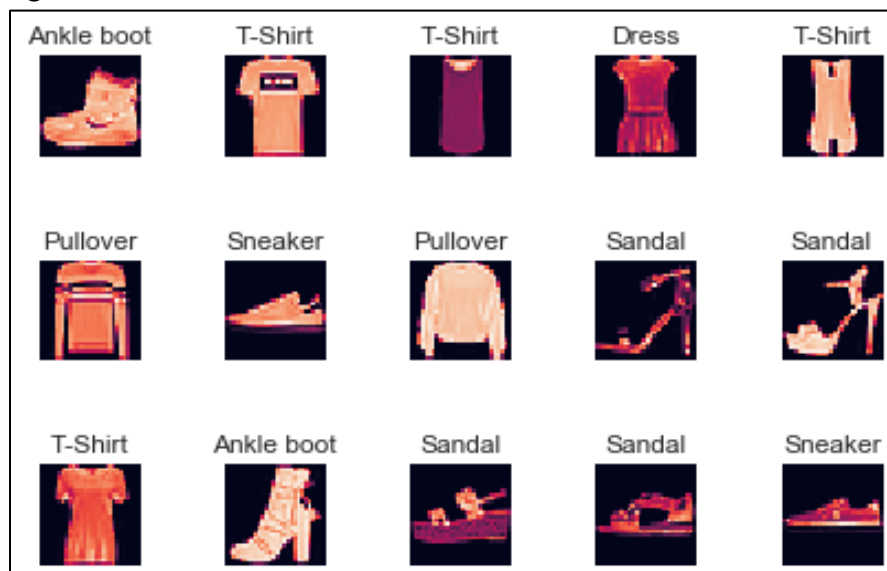 Ankle boot T-Shirt T-Shirt Dress T-Shirt
Pullover Sneaker Pullover Sandal Sandal
T-Shirt Ankle boot Sandal Sandal Sneaker